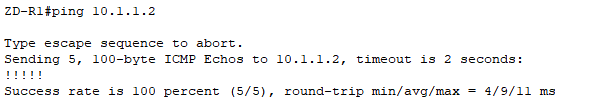 ZD-R1#ping 10.1.1.2
Type escape sequence to abort.
Sending 5, 100-byte ICMP Echos to 10.1.1.2, timeout is 2 seconds:
!!!!!
Success rate is 100 percent (5/5), round-trip min/avg/max = 4/9/11 ms